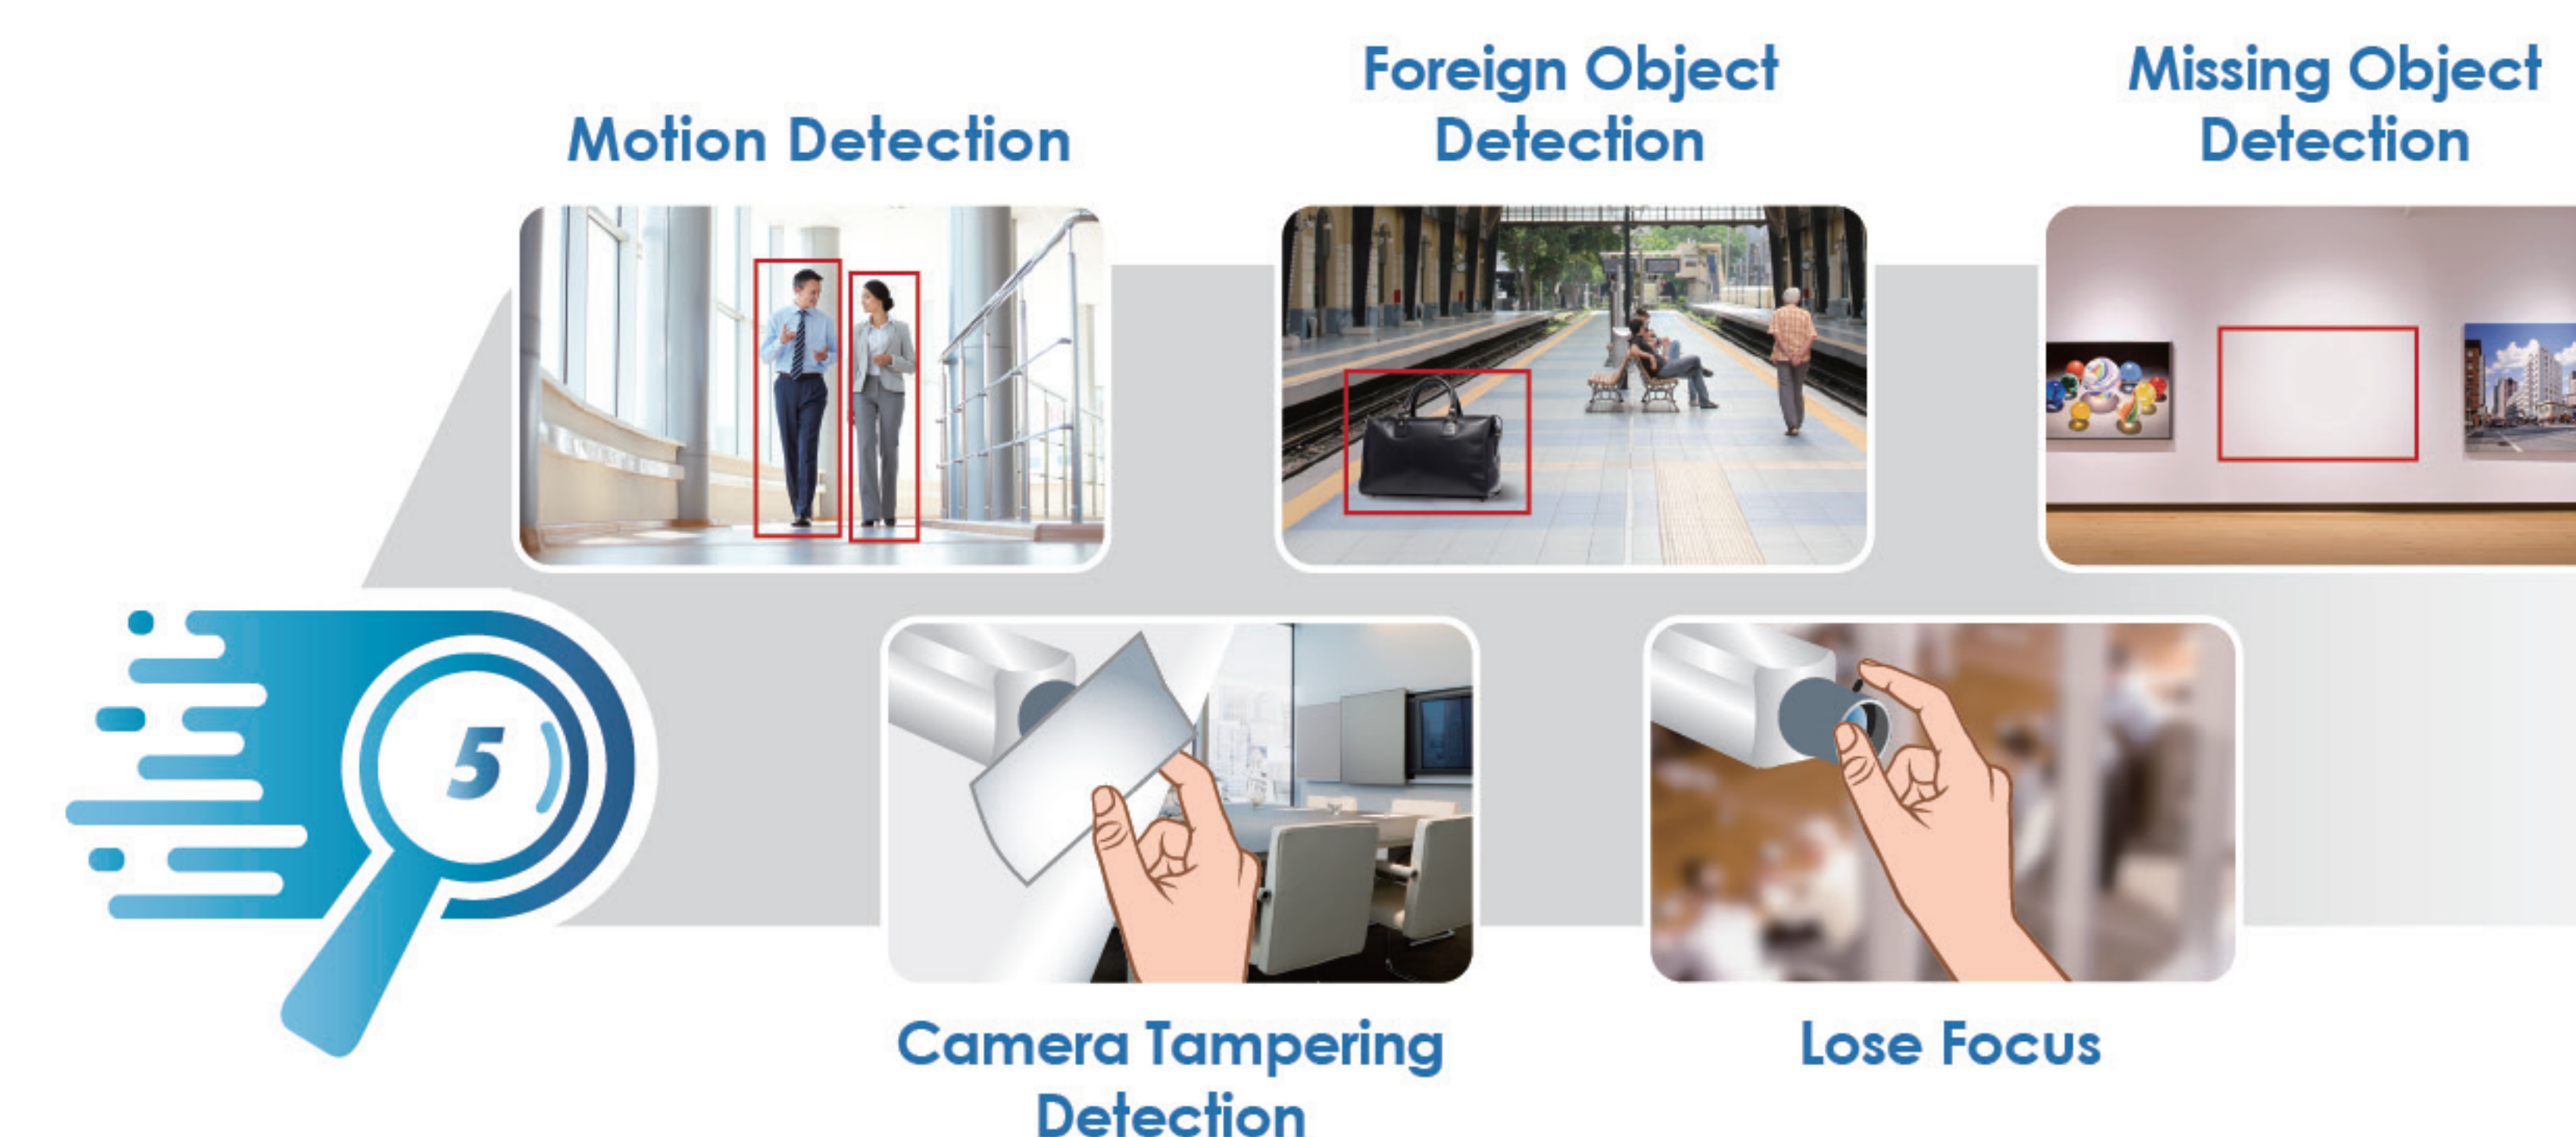 Motion Detection
Foreign Object
Detection
Missing Object
Detection
5
Camera Tampering
Detection
Lose Focus